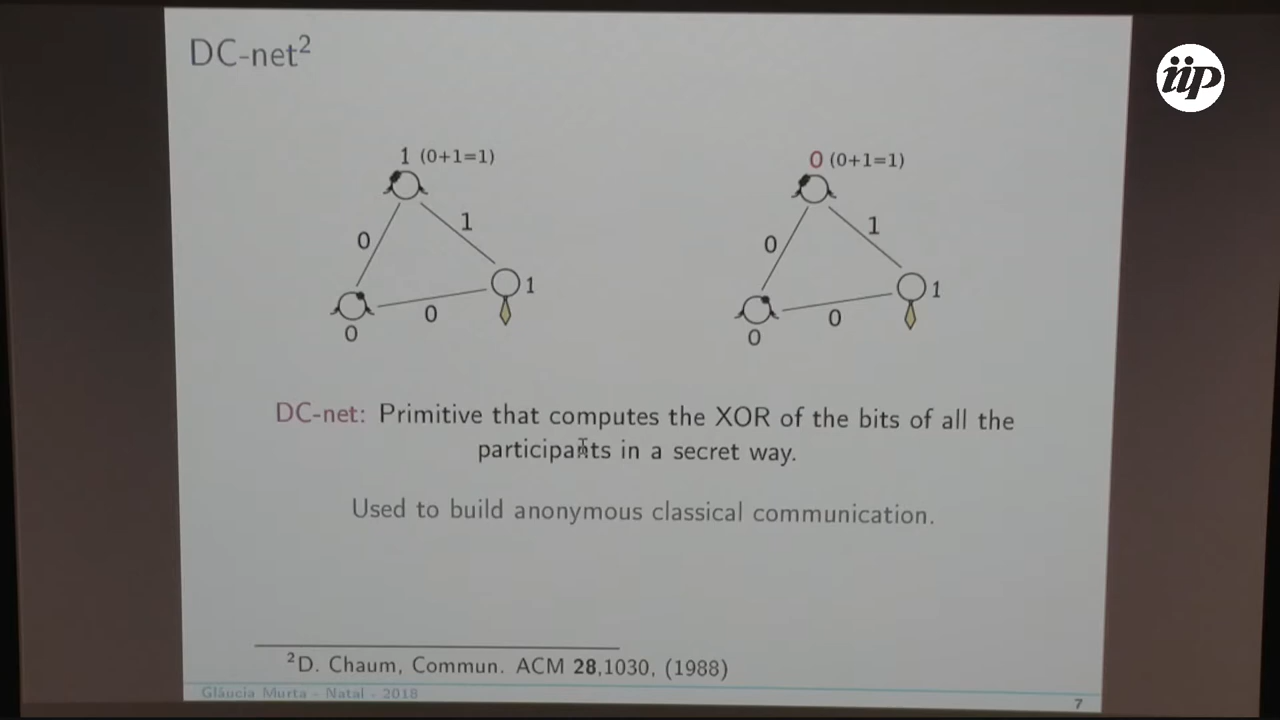 DC-net²
iip
1 (0+1=1)
0 (0+1=1)
0
1
0
1
1
1
0
0
0
0
DC-net: Primitive that computes the XOR of the bits of all the
participants in a secret way.
Used to build anonymous classical communication.
²D. Chaum, Commun. ACM 28,1030, (1988)
Gláucia Murta - Natal - 2018
7